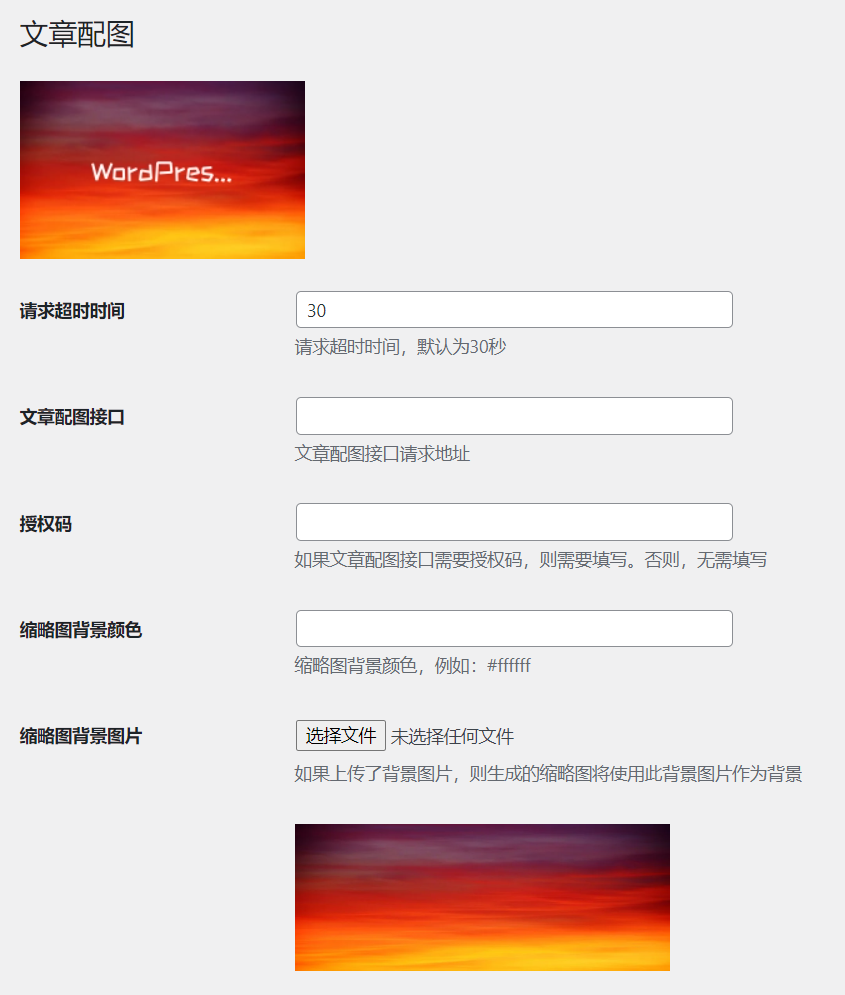 文章配图
WordPres...
请求超时时间
30
请求超时时间，默认为30秒
文章配图接口
文章配图接口请求地址
授权码
如果文章配图接口需要授权码，则需要填写。否则，无需填写
缩略图背景颜色
缩略图背景颜色，例如：#ffffff
缩略图背景图片
选择文件 未选择任何文件
如果上传了背景图片，则生成的缩略图将使用此背景图片作为背景